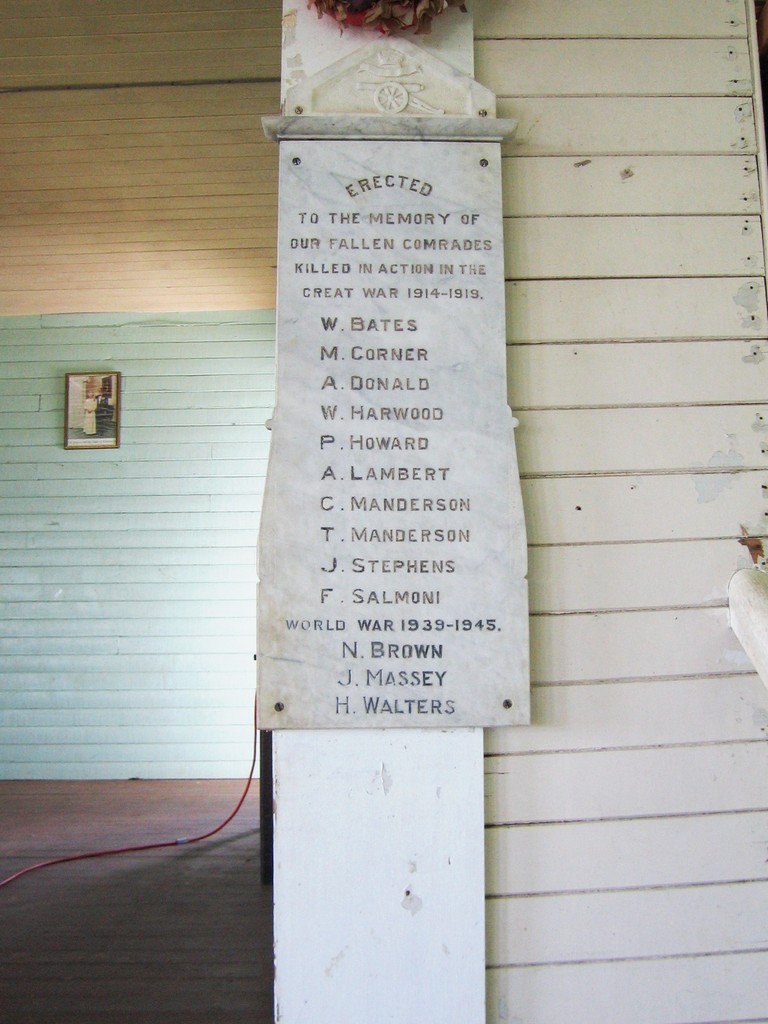 ERECTED
TO THE MEMORY OF
OUR FALLEN COMRADES
KILLED IN ACTION IN THE
GREAT WAR 1914-1919.
W. BATES
M. CORNER
A. DONALD
W. HARWOOD
P. HOWARD
A. LAMBERT
C. MANDERSON
T. MANDERSON
J. STEPHENS
F. SALMONI
WORLD WAR 1939-1945.
N. BROWN
J. MASSEY
H. WALTERS